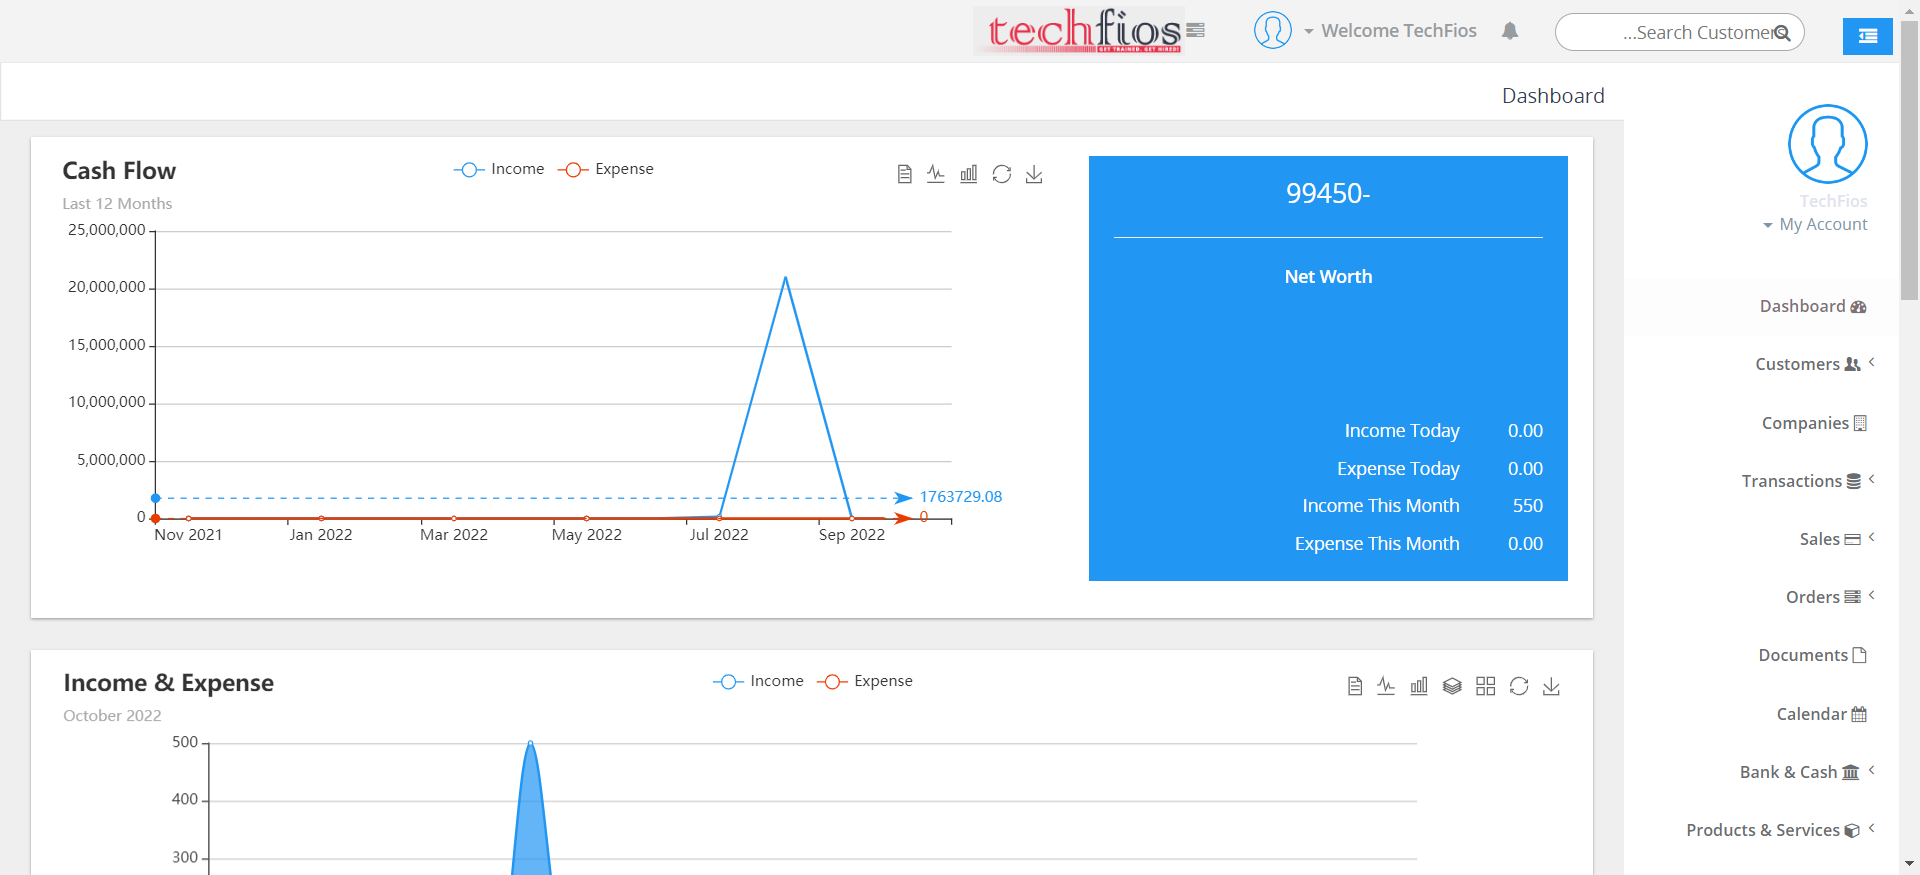 techfios
GET TRAINED. GET HIRED!
Welcome TechFios
...Search Customers
Dashboard
Cash Flow
Last 12 Months
Income
Expense
25,000,000
20,000,000
15,000,000
10,000,000
5,000,000
0
1763729.08
0
Nov 2021
Jan 2022
Mar 2022
May 2022
Jul 2022
Sep 2022
99450-
Net Worth
Income Today 0.00
Expense Today 0.00
Income This Month 550
Expense This Month 0.00
Income & Expense
October 2022
Income
Expense
500
400
300
TechFios
My Account
Dashboard
Customers
Companies
Transactions
Sales
Orders
Documents
Calendar
Bank & Cash
Products & Services